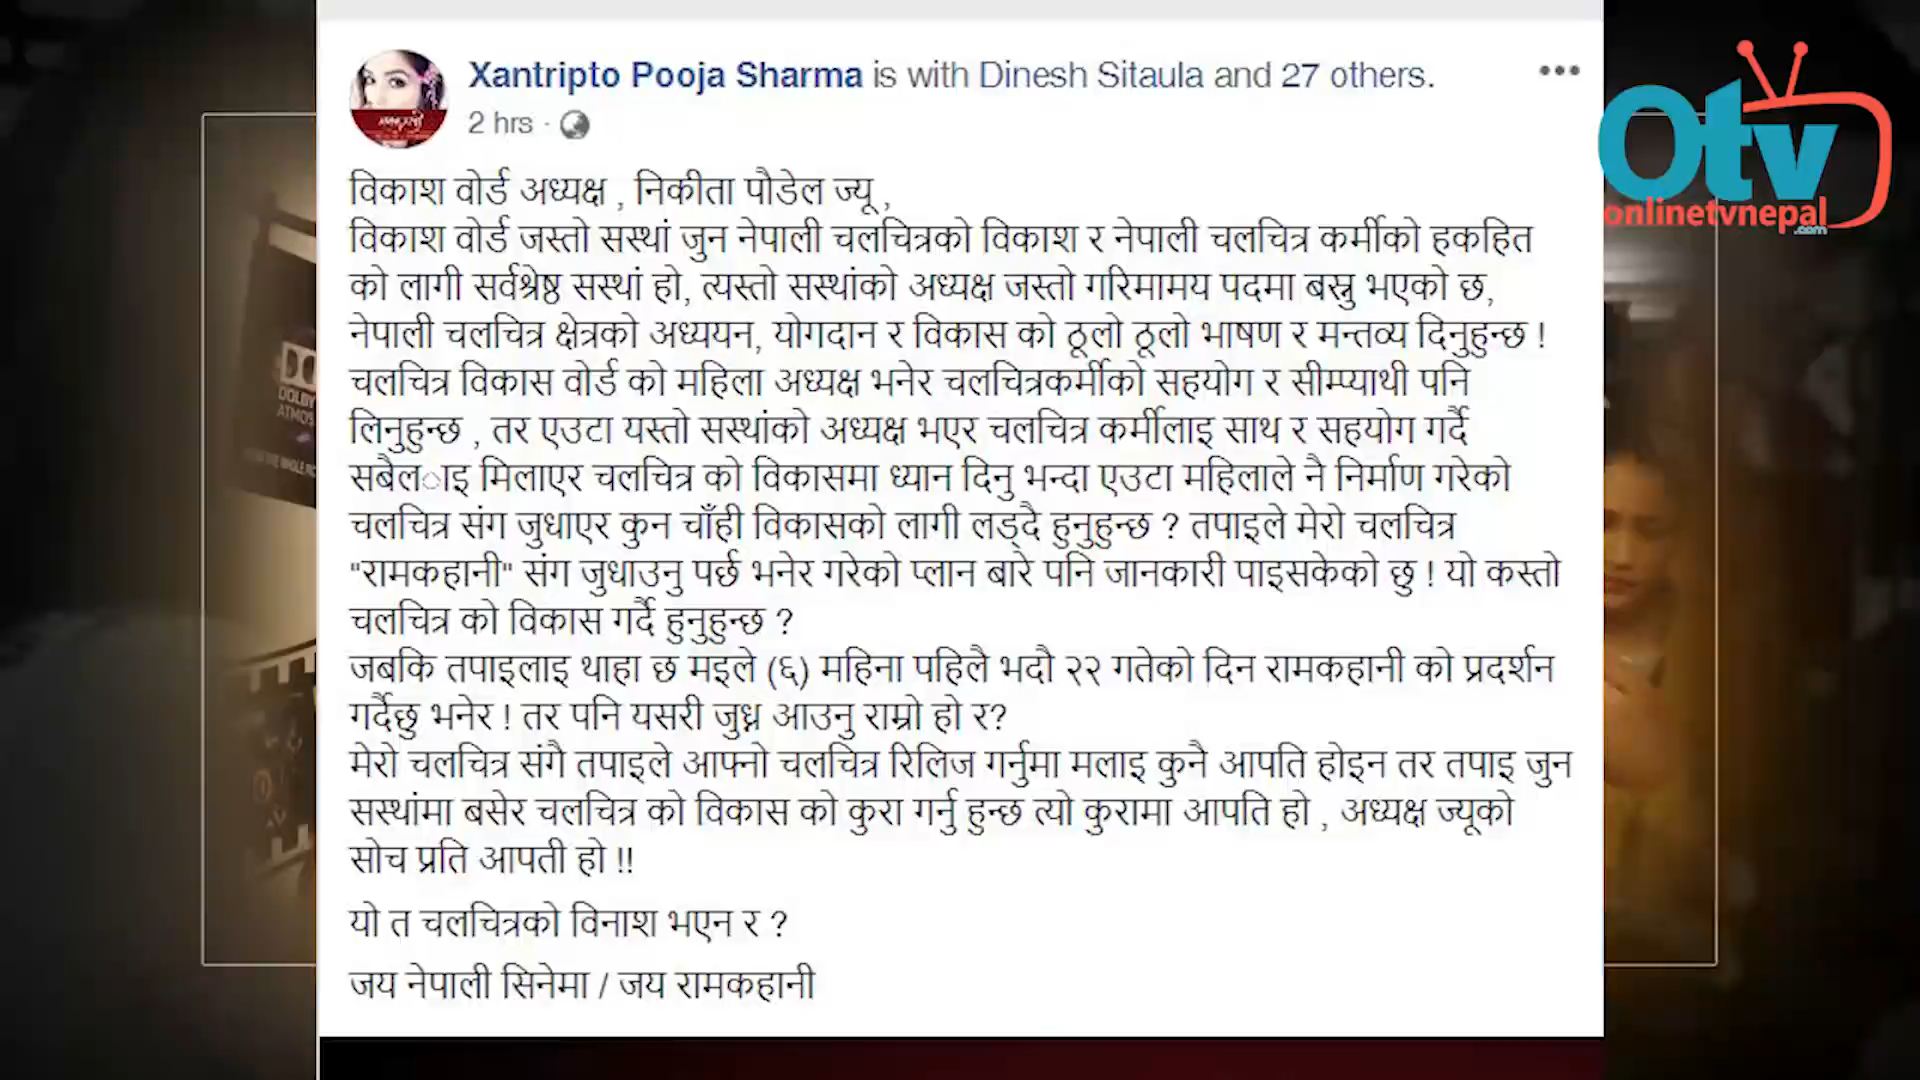 Xantripto Pooja Sharma is with Dinesh Sitaula and 27 others.
2 hrs
विकाश वोर्ड अध्यक्ष , निकीता पौडेल ज्यू ,
विकाश वोर्ड जस्तो सस्थां जुन नेपाली चलचित्रको विकाश र नेपाली चलचित्र कर्मीको हकहित
को लागी सर्वश्रेष्ठ सस्थां हो, त्यस्तो सस्थांको अध्यक्ष जस्तो गरिमामय पदमा बस्नु भएको छ,
नेपाली चलचित्र क्षेत्रको अध्ययन, योगदान र विकास को ठूलो ठूलो भाषण र मन्तव्य दिनुहुन्छ !
चलचित्र विकास वोर्ड को महिला अध्यक्ष भनेर चलचित्रकर्मीको सहयोग र सीम्प्याथी पनि
लिनुहुन्छ , तर एउटा यस्तो सस्थांको अध्यक्ष भएर चलचित्र कर्मीलाइ साथ र सहयोग गर्दै
सबैल​ाइ मिलाएर चलचित्र को विकासमा ध्यान दिनु भन्दा एउटा महिलाले नै निर्माण गरेको
चलचित्र संग जुधाएर कुन चाँही विकासको लागी लड्दै हुनुहुन्छ ? तपाइले मेरो चलचित्र
"रामकहानी" संग जुधाउनु पर्छ भनेर गरेको प्लान बारे पनि जानकारी पाइसकेको छु ! यो कस्तो
चलचित्र को विकास गर्दै हुनुहुन्छ ?
जबकि तपाइलाइ थाहा छ मइले (६) महिना पहिलै भदौ २२ गतेको दिन रामकहानी को प्रदर्शन
गर्दैछु भनेर ! तर पनि यसरी जुध्न आउनु राम्रो हो र?
मेरो चलचित्र संगै तपाइले आफ्नो चलचित्र रिलिज गर्नुमा मलाइ कुनै आपति होइन तर तपाइ जुन
सस्थांमा बसेर चलचित्र को विकास को कुरा गर्नु हुन्छ त्यो कुरामा आपति हो , अध्यक्ष ज्यूको
सोच प्रति आपती हो !!
यो त चलचित्रको विनाश भएन र ?
जय नेपाली सिनेमा / जय रामकहानी
Otv
onlinetvnepal
.com
DOLBY
ATMOS